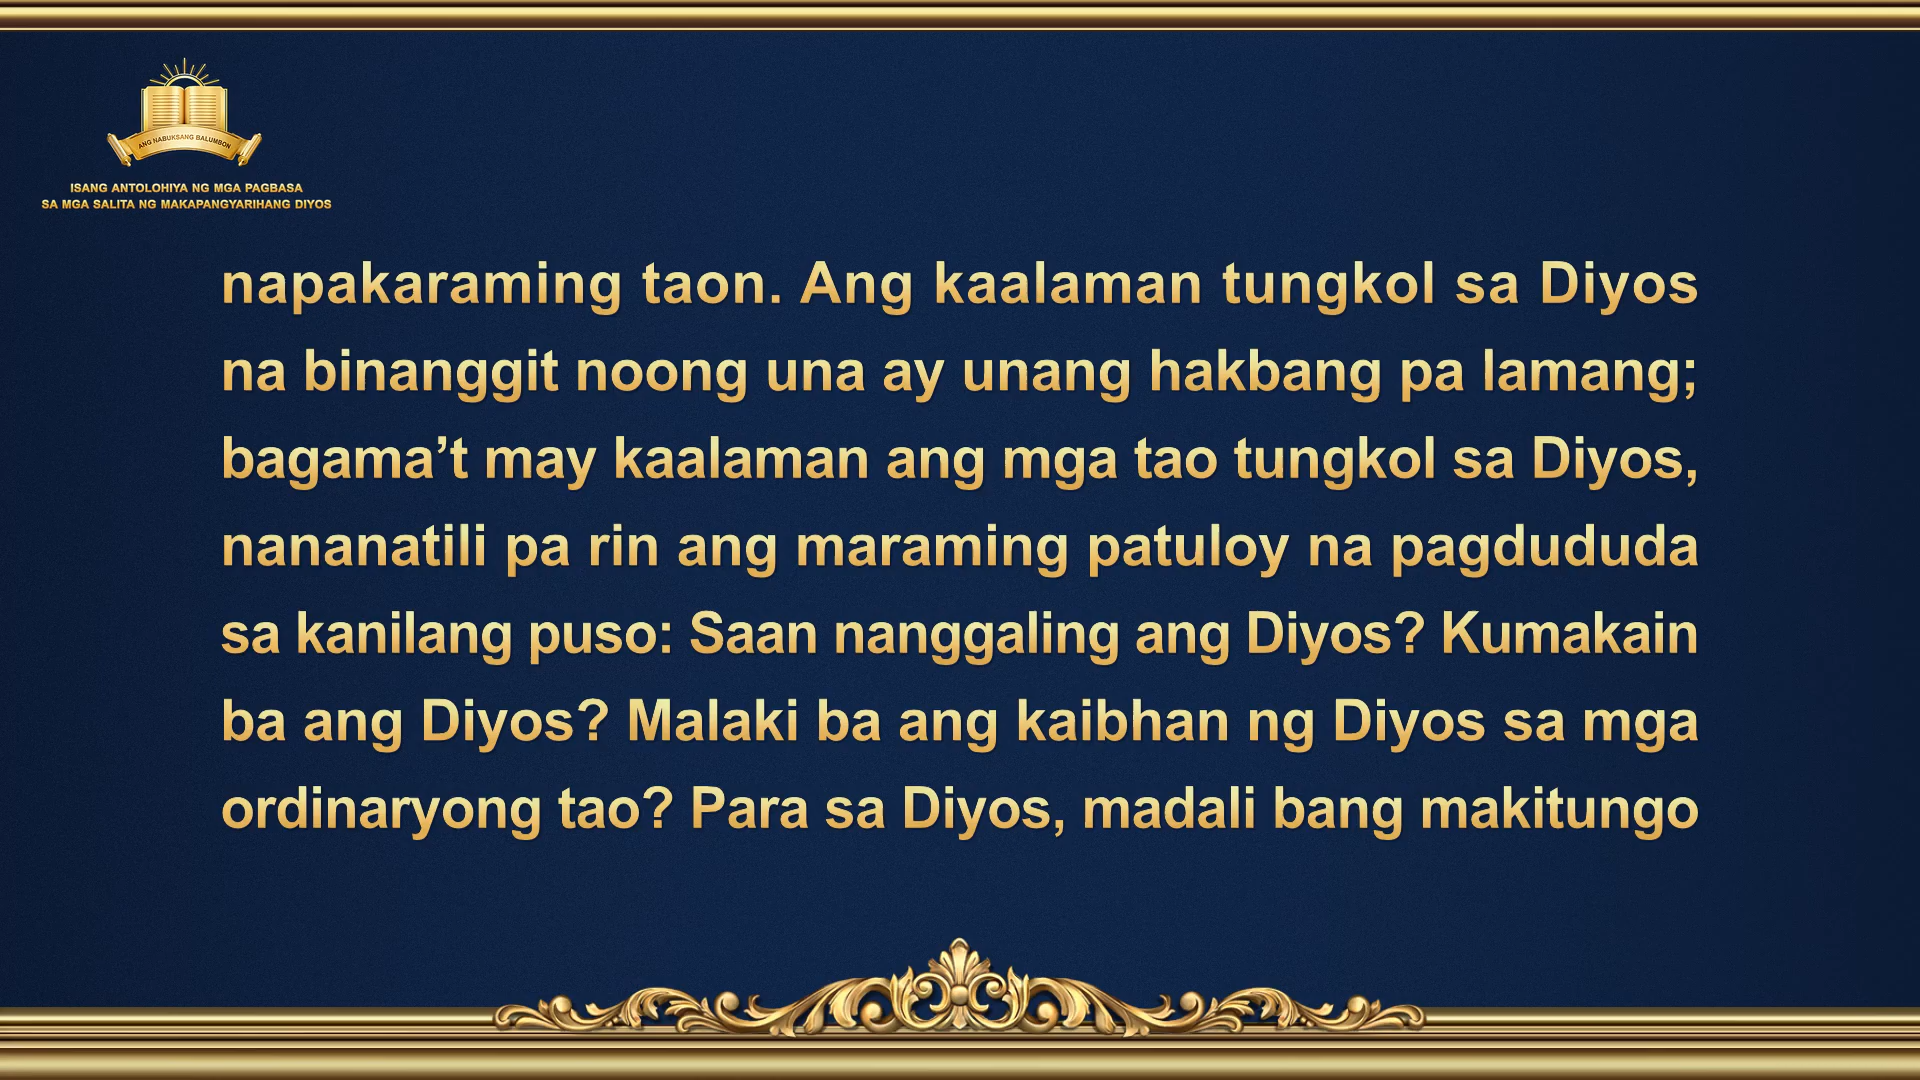 ANG NABUKSANG BALUMBON
ISANG ANTOLOHIYA NG MGA PAGBASA
SA MGA SALITA NG MAKAPANGYARIHANG DIYOS
napakaraming taon. Ang kaalaman tungkol sa Diyos
na binanggit noong una ay unang hakbang pa lamang;
bagama’t may kaalaman ang mga tao tungkol sa Diyos,
nananatili pa rin ang maraming patuloy na pagdududa
sa kanilang puso: Saan nanggaling ang Diyos? Kumakain
ba ang Diyos? Malaki ba ang kaibhan ng Diyos sa mga
ordinaryong tao? Para sa Diyos, madali bang makitungo